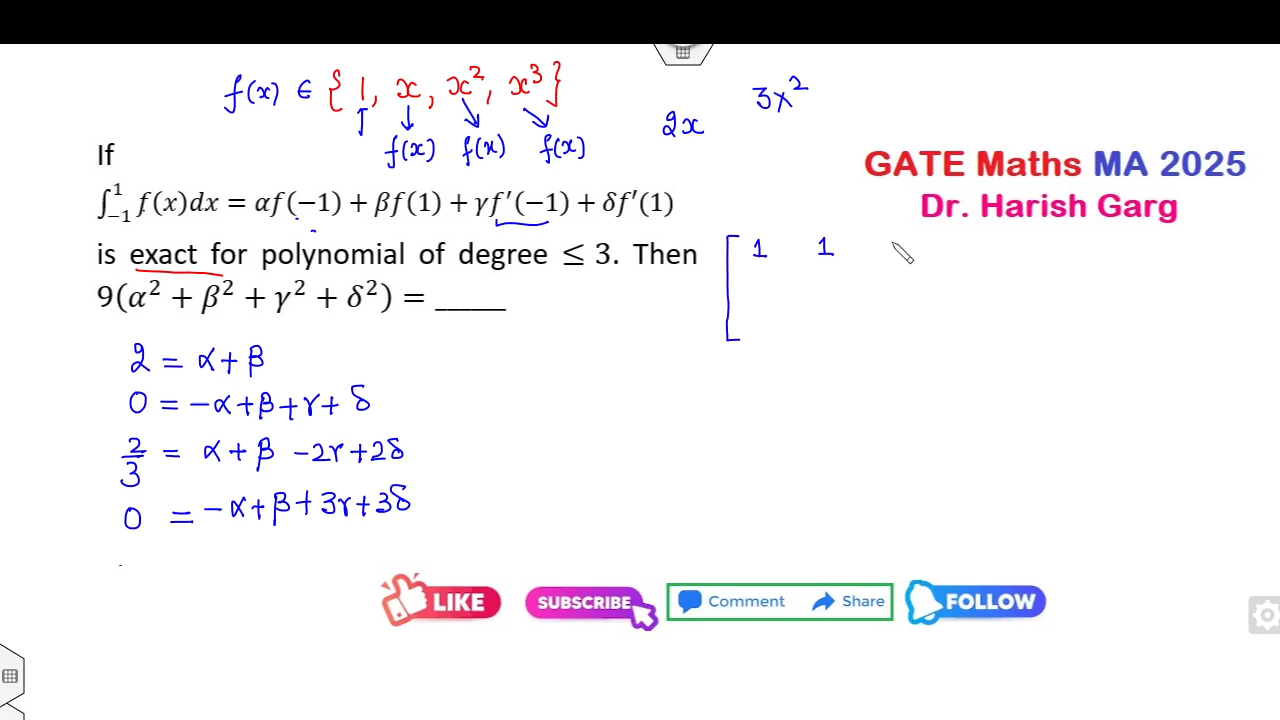 f(x) ∈ {1, x, x², x³}
3x²
2x
f(x) f(x) f(x)
If
∫₋₁¹ f(x)dx = αf(−1) + βf(1) + γf′(−1) + δf′(1)
is exact for polynomial of degree ≤ 3. Then
9(α² + β² + γ² + δ²) = _____
GATE Maths MA 2025
Dr. Harish Garg
[ 1 1
2 = α + β
0 = −α + β + γ + δ
2/3 = α + β − 2γ + 2δ
0 = −α + β + 3γ + 3δ
LIKE
SUBSCRIBE
Comment
Share
FOLLOW